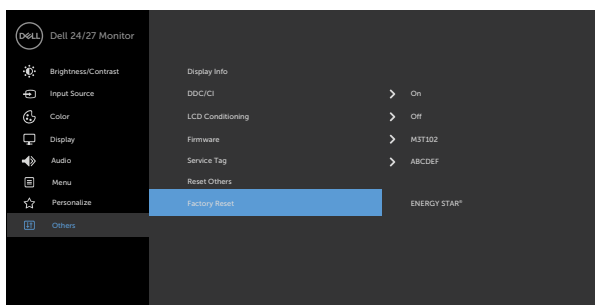 DELL Dell 24/27 Monitor
Brightness/Contrast Display Info
Input Source DDC/CI On
Color LCD Conditioning Off
Display Firmware M3T102
Audio Service Tag ABCDEF
Menu Reset Others
Personalize Factory Reset ENERGY STAR®
Others